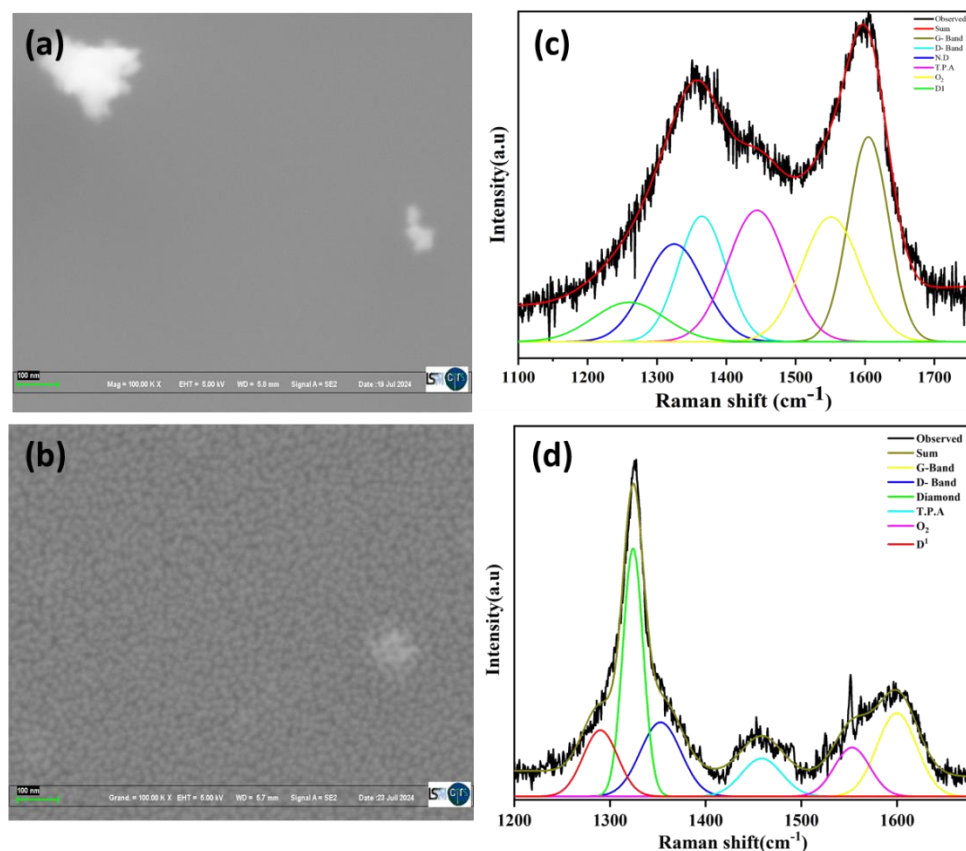 (a)
100 nm
Mag = 100.00 K X EHT = 5.00 kV WD = 5.0 mm Signal A = SE2 Date :19 Juil 2024
(c)
Observed
Sum
G- Band
D- Band
N.D
T.P.A
O₂
D1
Intensity(a.u)
1100 1200 1300 1400 1500 1600 1700
Raman shift (cm⁻¹)
(b)
100 nm
Grand. = 100.00 K X EHT = 5.00 kV WD = 5.7 mm Signal A = SE2 Date :23 Juil 2024
(d)
Observed
Sum
G-Band
D- Band
Diamond
T.P.A
O₂
D¹
Intensity(a.u)
1200 1300 1400 1500 1600
Raman shift(cm⁻¹)